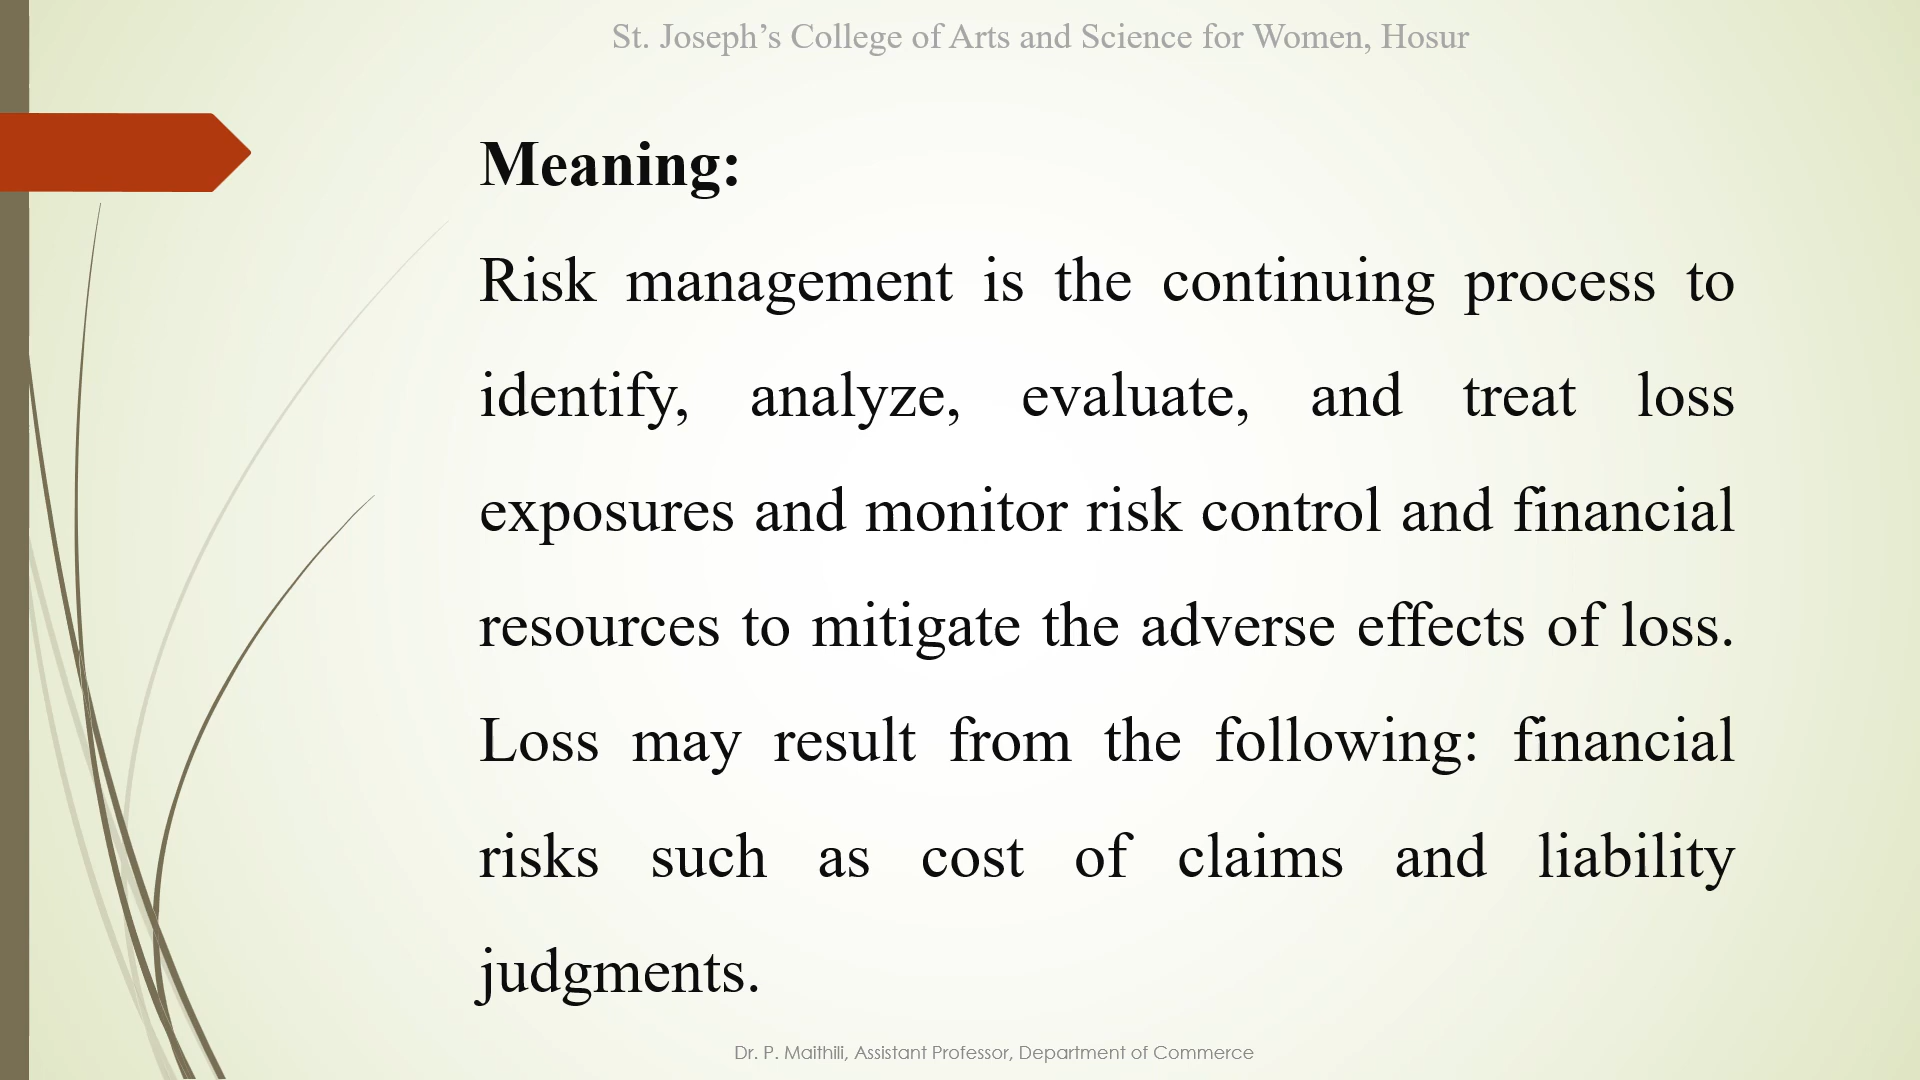 St. Joseph’s College of Arts and Science for Women, Hosur
Meaning:
Risk management is the continuing process to
identify, analyze, evaluate, and treat loss
exposures and monitor risk control and financial
resources to mitigate the adverse effects of loss.
Loss may result from the following: financial
risks such as cost of claims and liability
judgments.
Dr. P. Maithili, Assistant Professor, Department of Commerce